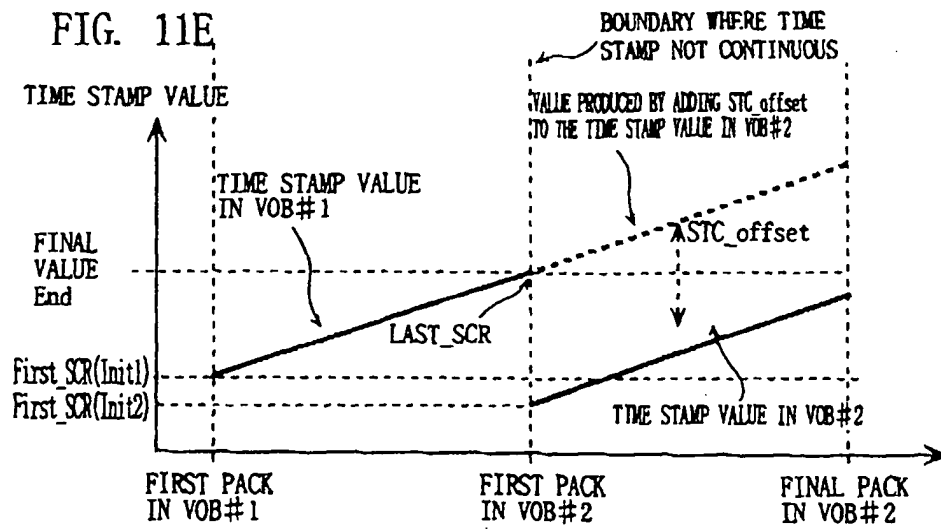 FIG. 11E
BOUNDARY WHERE TIME
STAMP NOT CONTINUOUS
TIME STAMP VALUE
VALUE PRODUCED BY ADDING STC_offset
TO THE TIME STAMP VALUE IN VOB#2
TIME STAMP VALUE
IN VOB#1
STC_offset
FINAL
VALUE
End
LAST_SCR
First_SCR(Init1)
First_SCR(Init2)
TIME STAMP VALUE IN VOB#2
FIRST PACK
IN VOB#1
FIRST PACK
IN VOB#2
FINAL PACK
IN VOB#2